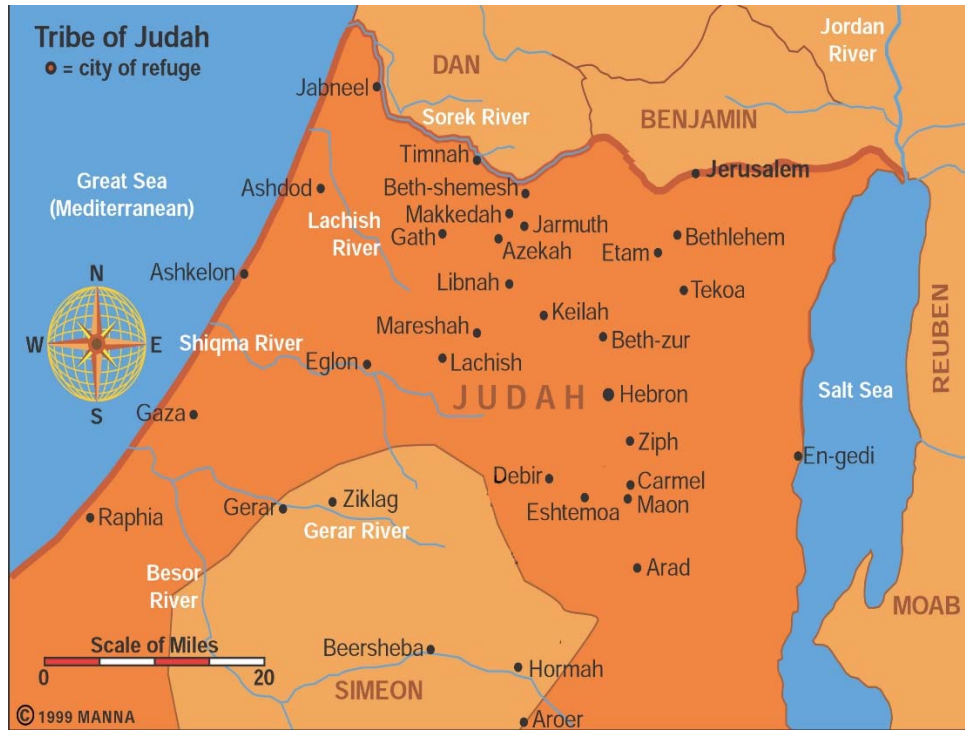 Tribe of Judah
= city of refuge
Jordan
River
DAN
Jabneel
Sorek River
BENJAMIN
Timnah
Jerusalem
Great Sea
(Mediterranean)
Ashdod
Beth-shemesh
Makkedah
Jarmuth
Lachish
River
Gath
Azekah
Etam
Bethlehem
Ashkelon
N
Libnah
Tekoa
Keilah
REUBEN
Mareshah
Beth-zur
W
E
Shiqma River
Eglon
Lachish
JUDAH
Hebron
Salt Sea
S
Gaza
Ziph
En-gedi
Debir
Carmel
Ziklag
Eshtemoa
Maon
Raphia
Gerar
Gerar River
Besor
River
Arad
MOAB
Scale of Miles
0
20
Beersheba
Hormah
SIMEON
© 1999 MANNA
Aroer